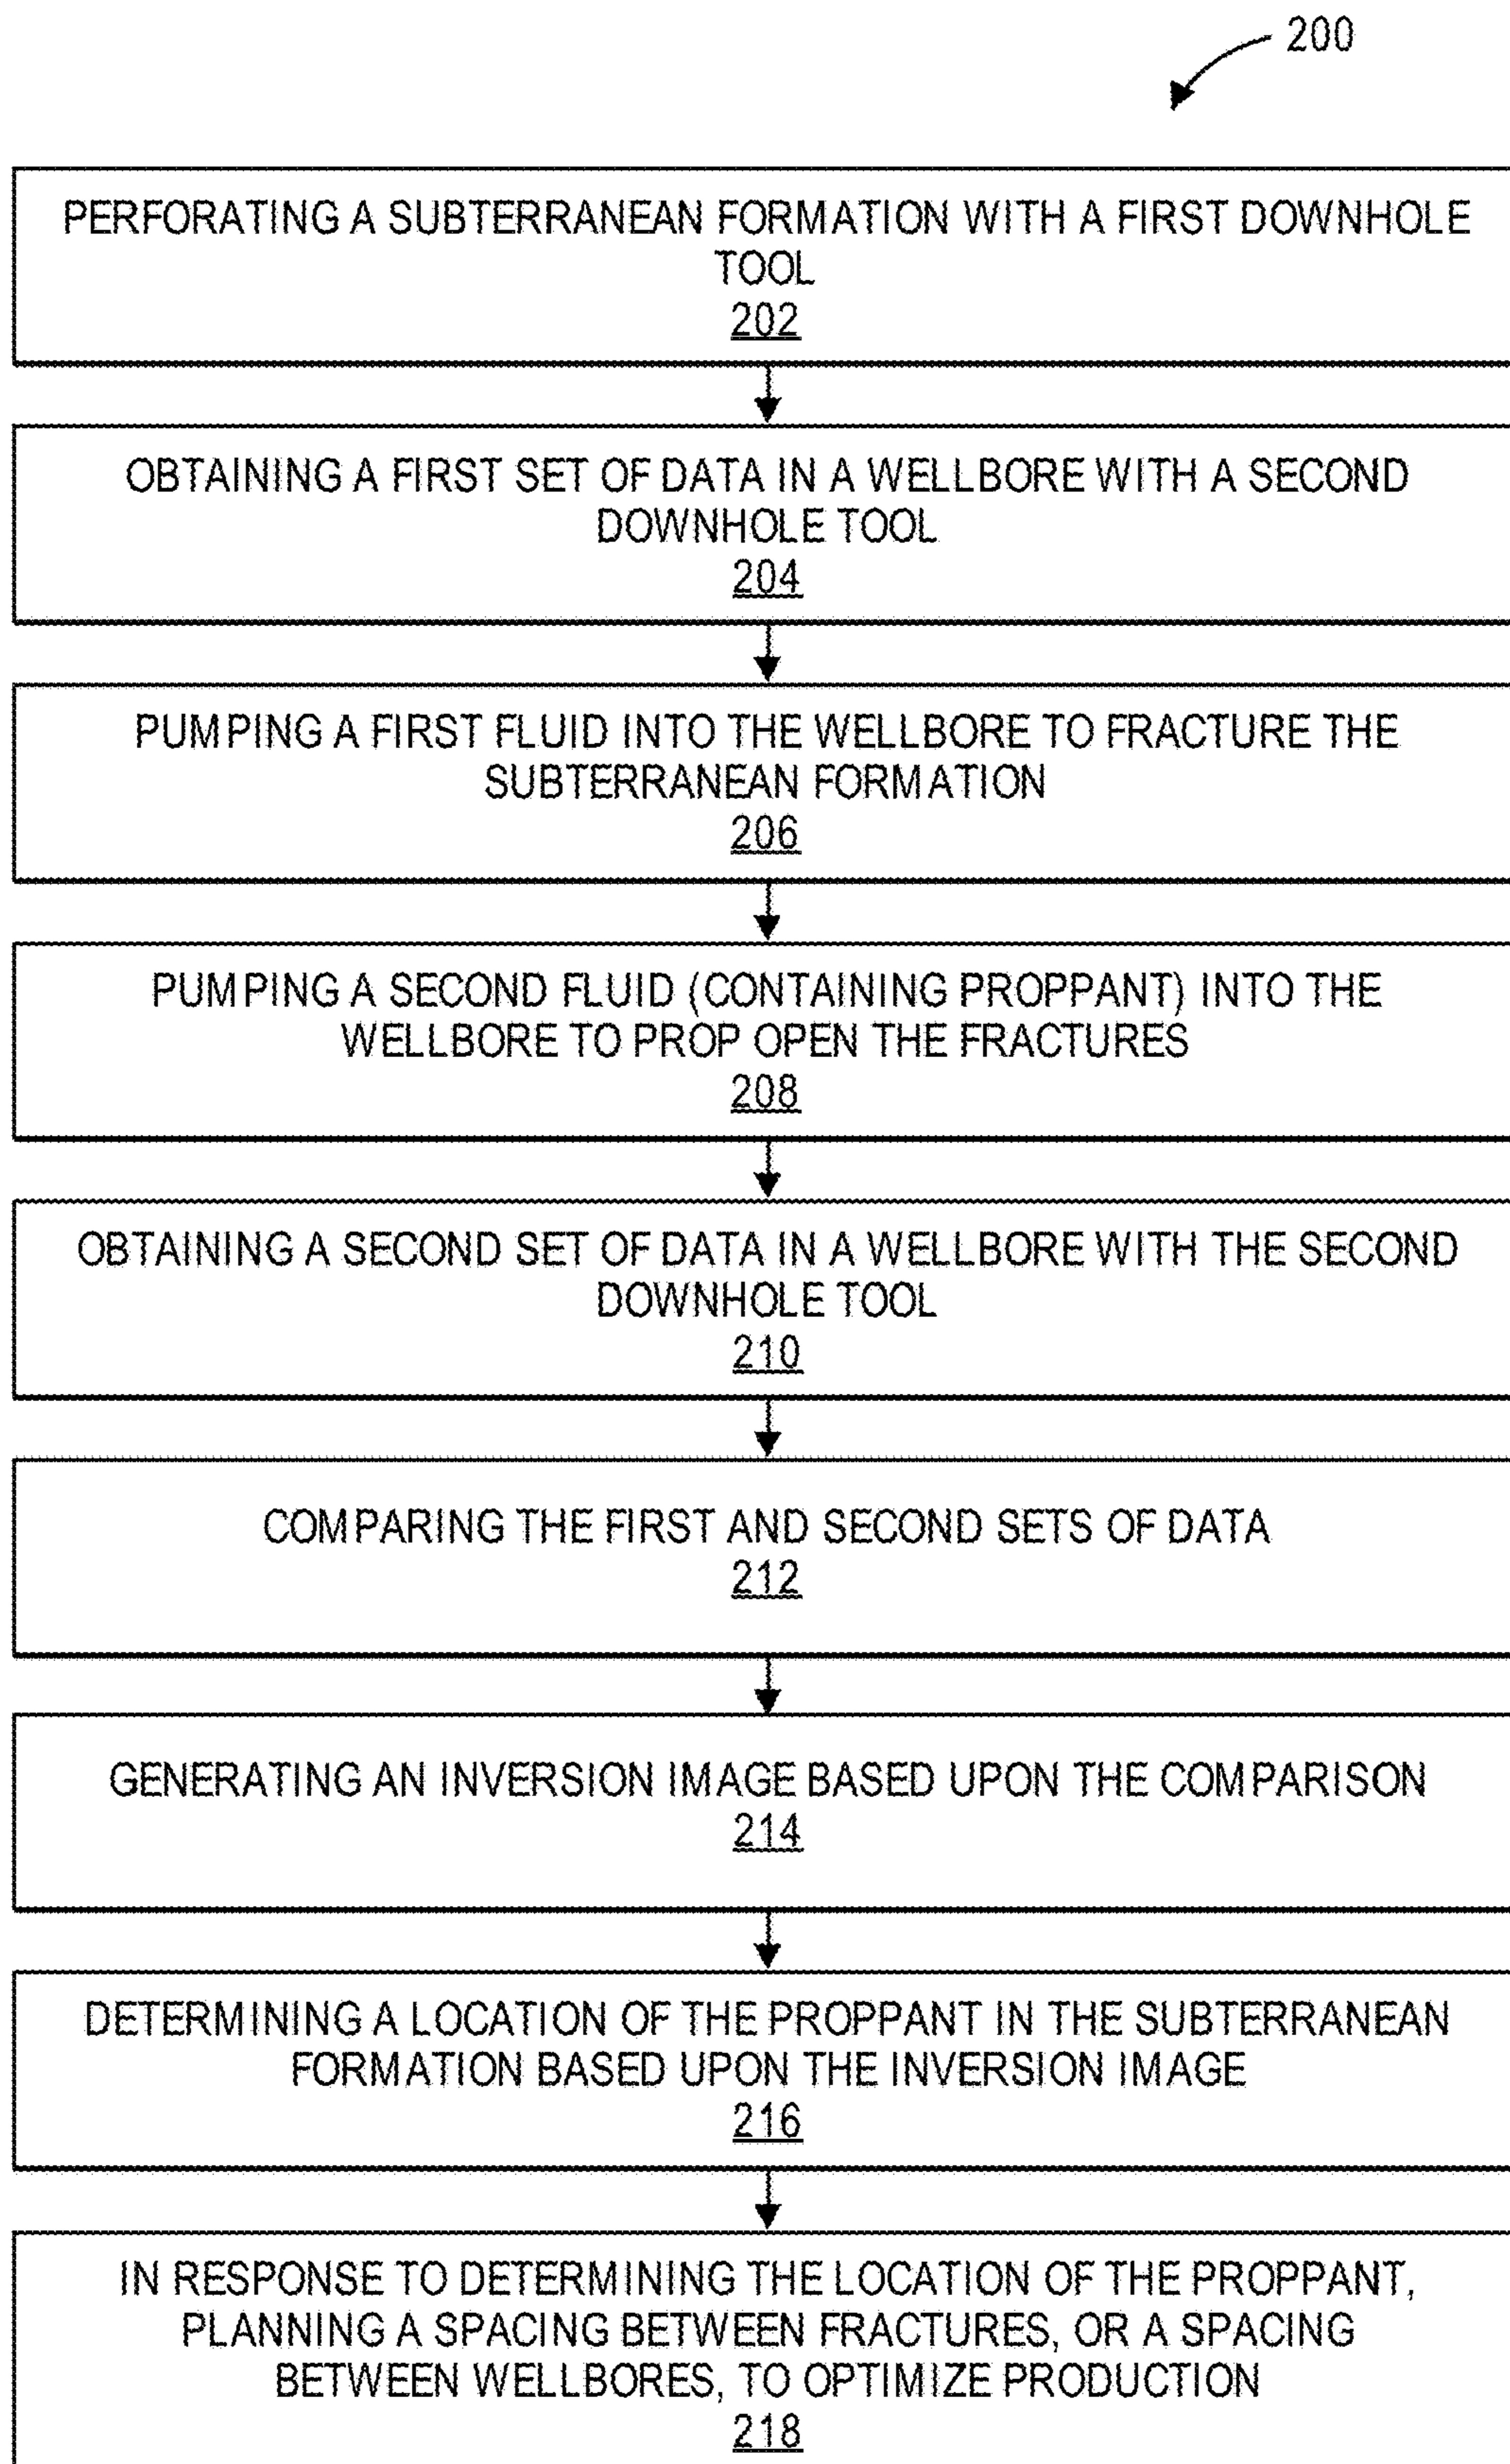 200
PERFORATING A SUBTERRANEAN FORMATION WITH A FIRST DOWNHOLE
TOOL
202
OBTAINING A FIRST SET OF DATA IN A WELLBORE WITH A SECOND
DOWNHOLE TOOL
204
PUMPING A FIRST FLUID INTO THE WELLBORE TO FRACTURE THE
SUBTERRANEAN FORMATION
206
PUMPING A SECOND FLUID (CONTAINING PROPPANT) INTO THE
WELLBORE TO PROP OPEN THE FRACTURES
208
OBTAINING A SECOND SET OF DATA IN A WELLBORE WITH THE SECOND
DOWNHOLE TOOL
210
COMPARING THE FIRST AND SECOND SETS OF DATA
212
GENERATING AN INVERSION IMAGE BASED UPON THE COMPARISON
214
DETERMINING A LOCATION OF THE PROPPANT IN THE SUBTERRANEAN
FORMATION BASED UPON THE INVERSION IMAGE
216
IN RESPONSE TO DETERMINING THE LOCATION OF THE PROPPANT,
PLANNING A SPACING BETWEEN FRACTURES, OR A SPACING
BETWEEN WELLBORES, TO OPTIMIZE PRODUCTION
218